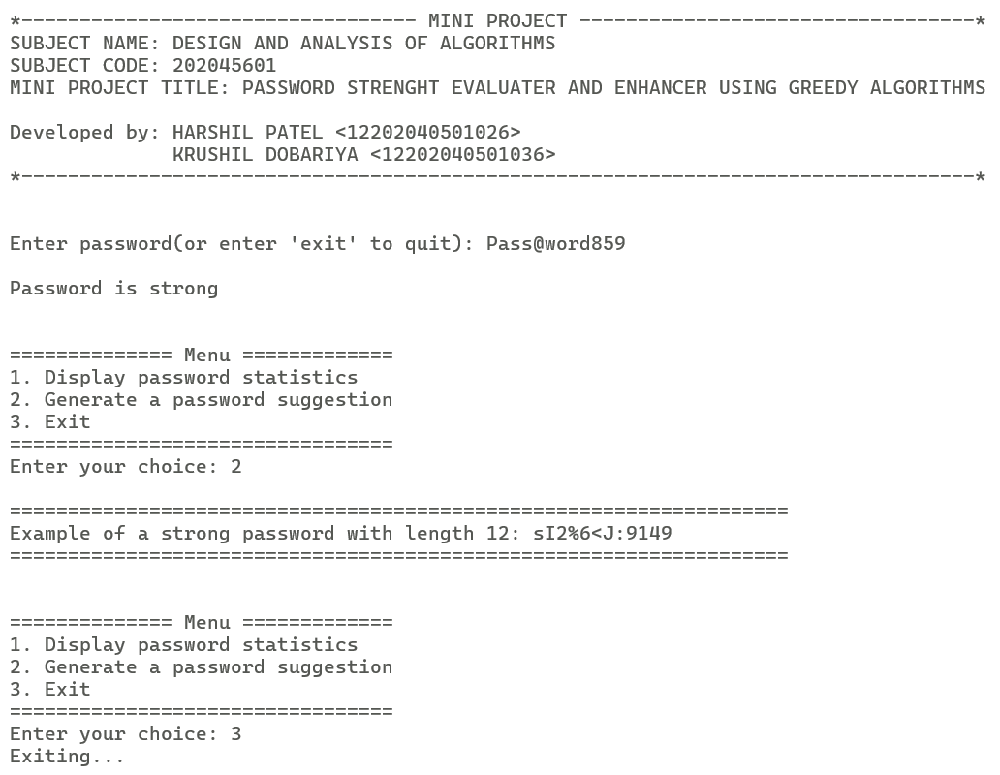 *---------------------------------- MINI PROJECT ----------------------------------*
SUBJECT NAME: DESIGN AND ANALYSIS OF ALGORITHMS
SUBJECT CODE: 202045601
MINI PROJECT TITLE: PASSWORD STRENGHT EVALUATER AND ENHANCER USING GREEDY ALGORITHMS
Developed by: HARSHIL PATEL <12202040501026>
KRUSHIL DOBARIYA <12202040501036>
*----------------------------------------------------------------------------------*
Enter password(or enter 'exit' to quit): Pass@word859
Password is strong
============== Menu =============
1. Display password statistics
2. Generate a password suggestion
3. Exit
=================================
Enter your choice: 2
===================================================================
Example of a strong password with length 12: sI2%6<J:9149
===================================================================
============== Menu =============
1. Display password statistics
2. Generate a password suggestion
3. Exit
=================================
Enter your choice: 3
Exiting...